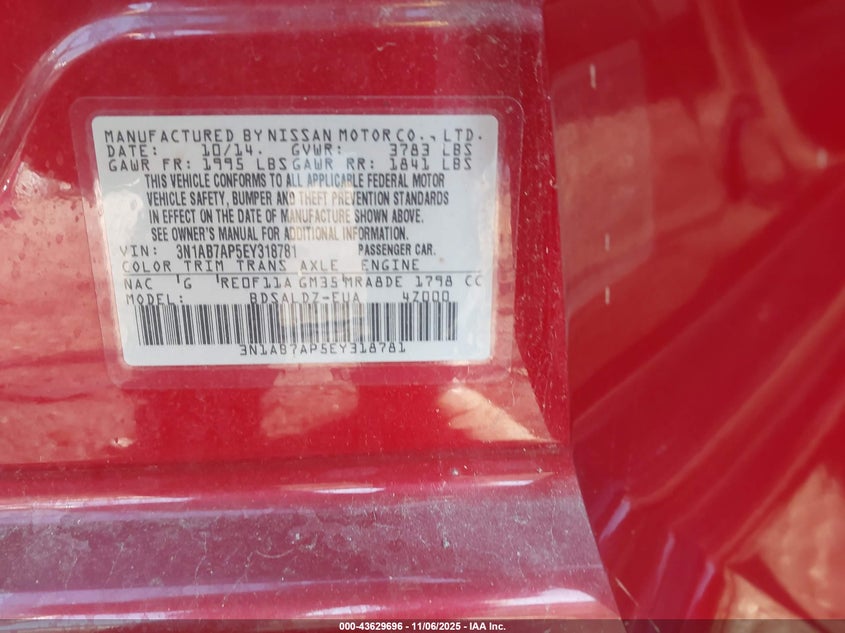 MANUFACTURED BY NISSAN MOTOR CO., LTD.
DATE: 10/14. GVWR: 3783 LBS
GAWR FR: 1995 LBS GAWR RR: 1841 LBS
THIS VEHICLE CONFORMS TO ALL APPLICABLE FEDERAL MOTOR
VEHICLE SAFETY, BUMPER AND THEFT PREVENTION STANDARDS
IN EFFECT ON THE DATE OF MANUFACTURE SHOWN ABOVE.
SEE OWNER'S MANUAL FOR ADDITIONAL INFORMATION.
VIN: 3N1AB7AP5EY318781 PASSENGER CAR.
COLOR TRIM TRANS AXLE ENGINE
NAC G RE0F11A GM35 MRA8DE 1798 CC
MODEL: BDSALDZ-EUA 4Z000
3N1AB7AP5EY318781
000-43629696 - 11/06/2025 - IAA Inc.